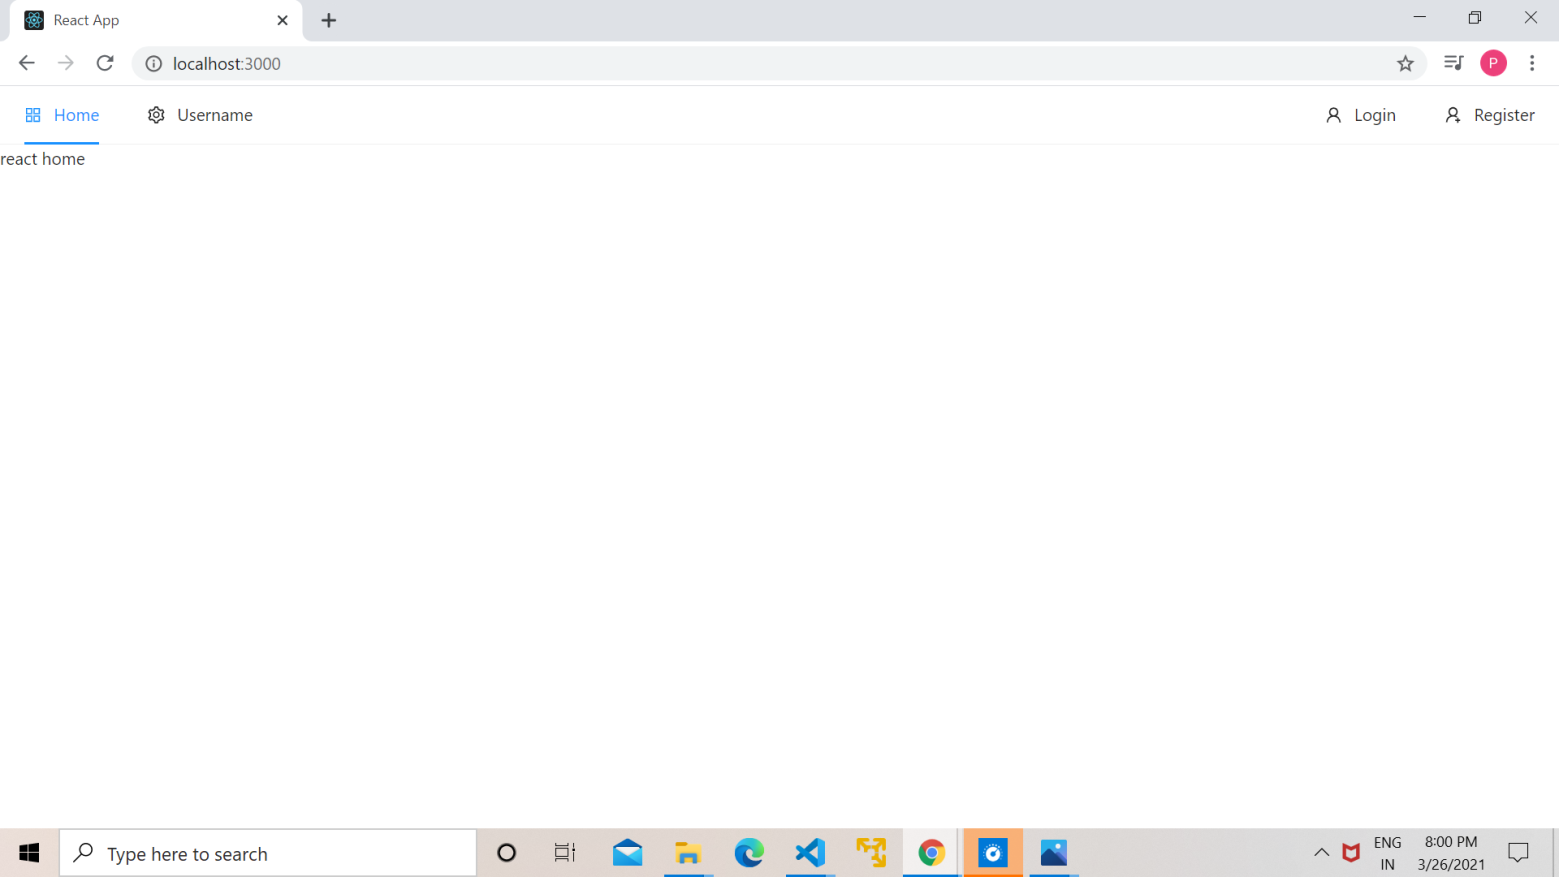 React App
localhost:3000
P
Home Username Login Register
react home
Type here to search
ENG
IN
8:00 PM
3/26/2021